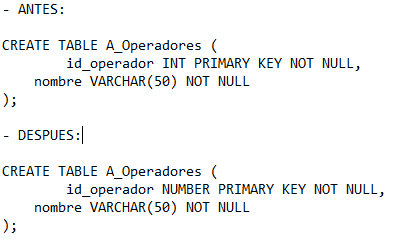 - ANTES:
CREATE TABLE A_Operadores (
id_operador INT PRIMARY KEY NOT NULL,
nombre VARCHAR(50) NOT NULL
);
- DESPUES:
CREATE TABLE A_Operadores (
id_operador NUMBER PRIMARY KEY NOT NULL,
nombre VARCHAR(50) NOT NULL
);